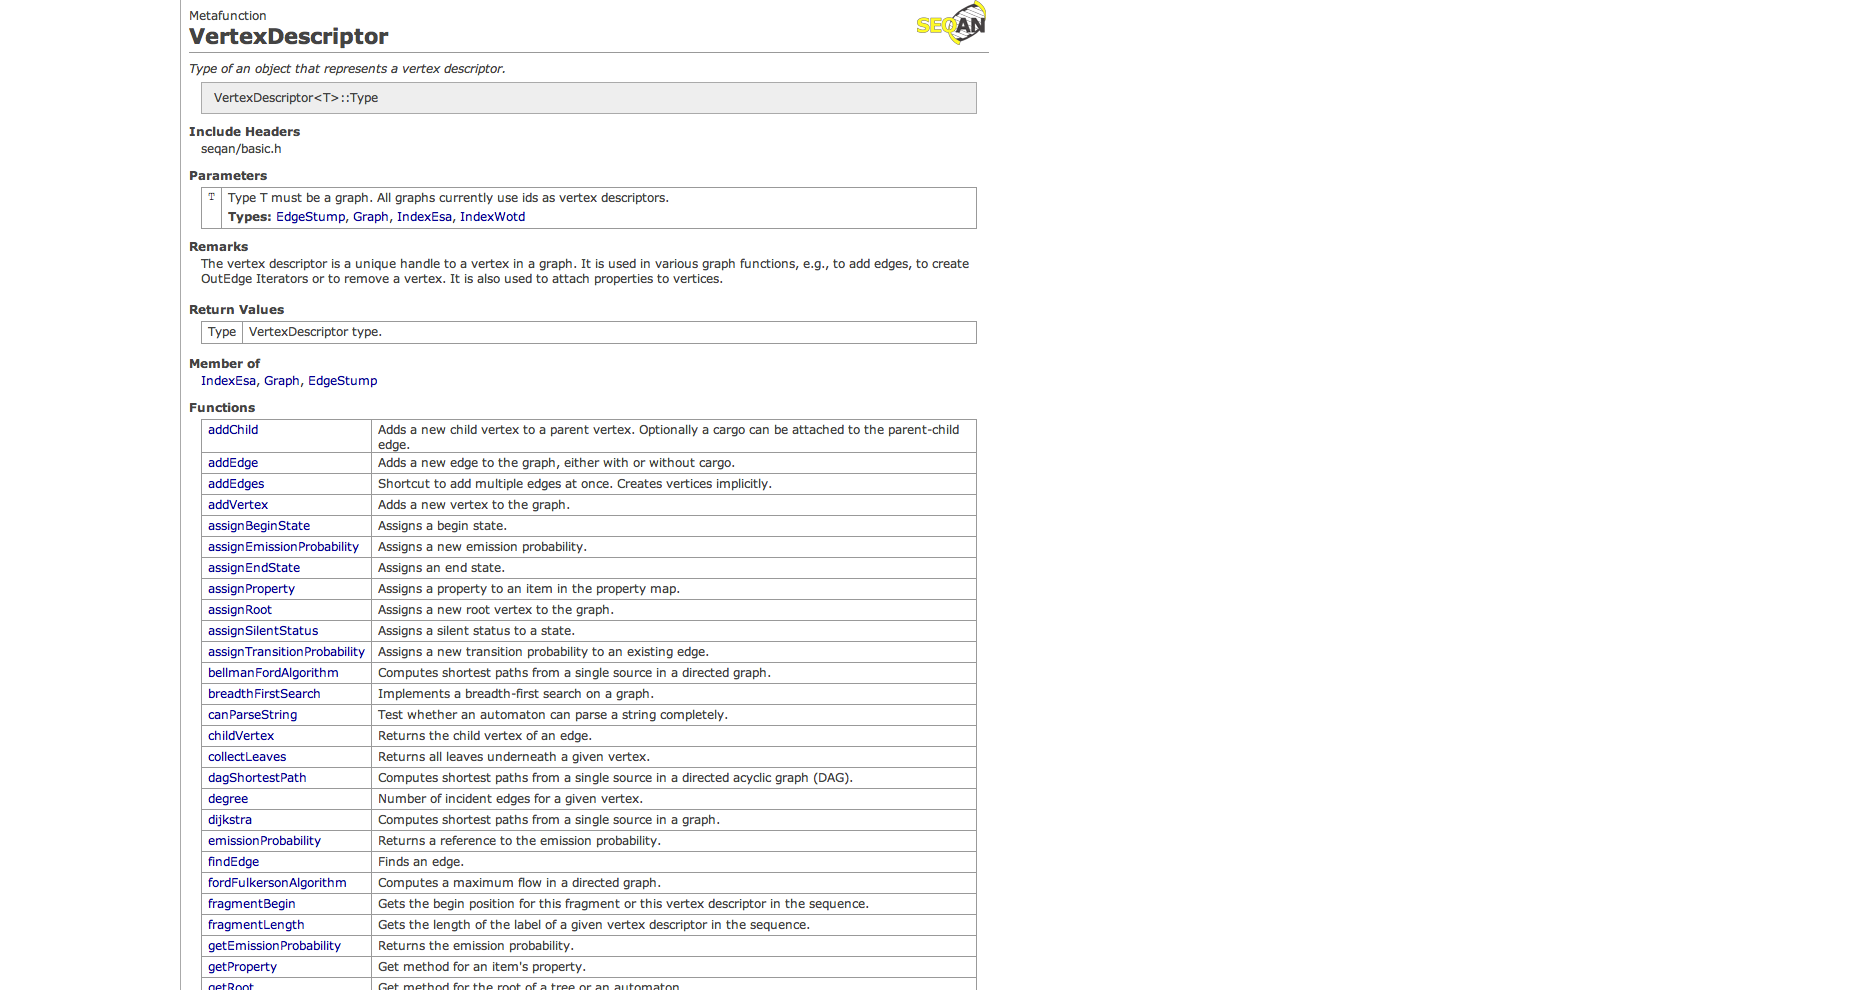 Metafunction
VertexDescriptor
SEQAN
Type of an object that represents a vertex descriptor.
VertexDescriptor<T>::Type
Include Headers
seqan/basic.h
Parameters
T Type T must be a graph. All graphs currently use ids as vertex descriptors.
Types: EdgeStump, Graph, IndexEsa, IndexWotd
Remarks
The vertex descriptor is a unique handle to a vertex in a graph. It is used in various graph functions, e.g., to add edges, to create
OutEdge Iterators or to remove a vertex. It is also used to attach properties to vertices.
Return Values
Type VertexDescriptor type.
Member of
IndexEsa, Graph, EdgeStump
Functions
addChild Adds a new child vertex to a parent vertex. Optionally a cargo can be attached to the parent-child
edge.
addEdge Adds a new edge to the graph, either with or without cargo.
addEdges Shortcut to add multiple edges at once. Creates vertices implicitly.
addVertex Adds a new vertex to the graph.
assignBeginState Assigns a begin state.
assignEmissionProbability Assigns a new emission probability.
assignEndState Assigns an end state.
assignProperty Assigns a property to an item in the property map.
assignRoot Assigns a new root vertex to the graph.
assignSilentStatus Assigns a silent status to a state.
assignTransitionProbability Assigns a new transition probability to an existing edge.
bellmanFordAlgorithm Computes shortest paths from a single source in a directed graph.
breadthFirstSearch Implements a breadth-first search on a graph.
canParseString Test whether an automaton can parse a string completely.
childVertex Returns the child vertex of an edge.
collectLeaves Returns all leaves underneath a given vertex.
dagShortestPath Computes shortest paths from a single source in a directed acyclic graph (DAG).
degree Number of incident edges for a given vertex.
dijkstra Computes shortest paths from a single source in a graph.
emissionProbability Returns a reference to the emission probability.
findEdge Finds an edge.
fordFulkersonAlgorithm Computes a maximum flow in a directed graph.
fragmentBegin Gets the begin position for this fragment or this vertex descriptor in the sequence.
fragmentLength Gets the length of the label of a given vertex descriptor in the sequence.
getEmissionProbability Returns the emission probability.
getProperty Get method for an item's property.
getRoot Get method for the root of a tree or an automaton.